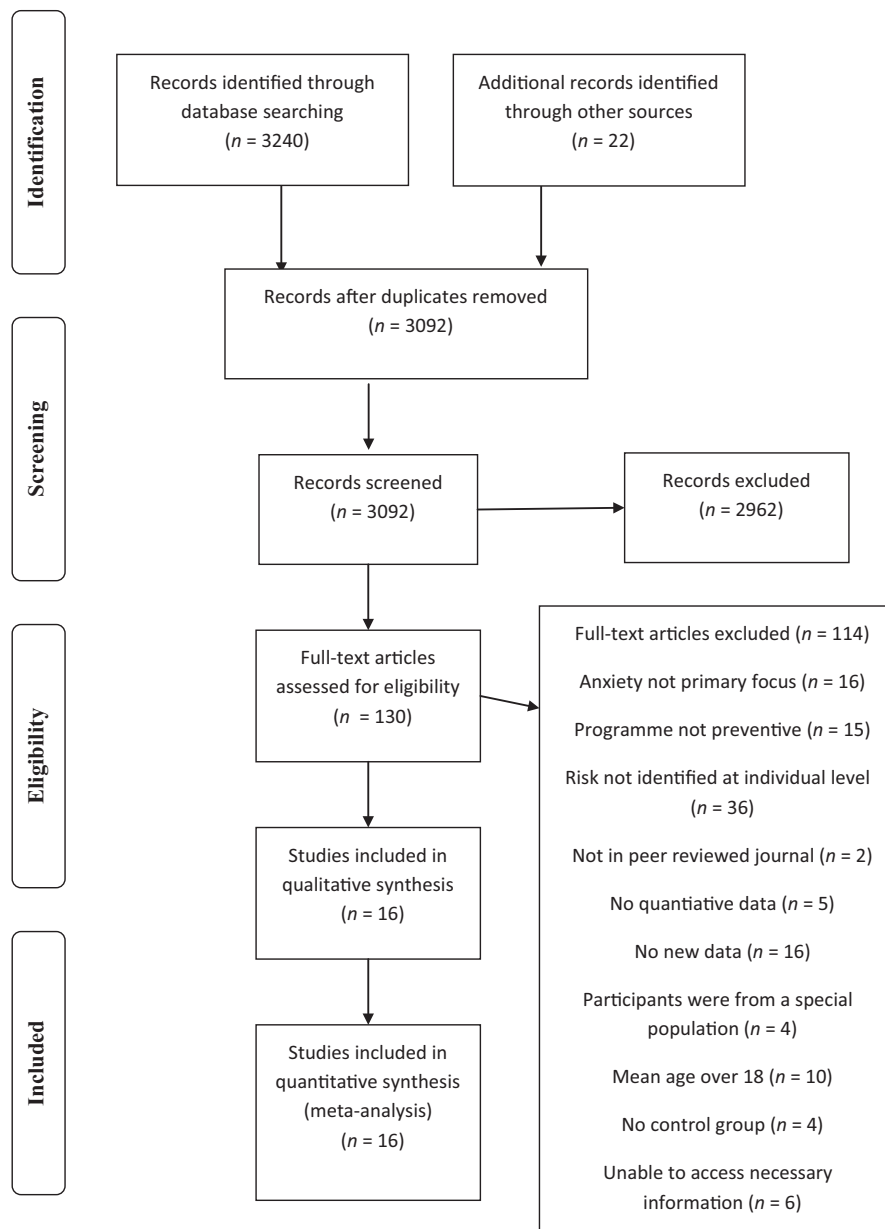 Identification
Records identified through
database searching
(n = 3240)
Additional records identified
through other sources
(n = 22)
Records after duplicates removed
(n = 3092)
Screening
Records screened
(n = 3092)
Records excluded
(n = 2962)
Eligibility
Full-text articles
assessed for eligibility
(n = 130)
Full-text articles excluded (n = 114)
Anxiety not primary focus (n = 16)
Programme not preventive (n = 15)
Risk not identified at individual level
(n = 36)
Not in peer reviewed journal (n = 2)
No quantiative data (n = 5)
No new data (n = 16)
Participants were from a special
population (n = 4)
Mean age over 18 (n = 10)
No control group (n = 4)
Unable to access necessary
information (n = 6)
Studies included in
qualitative synthesis
(n = 16)
Included
Studies included in
quantitative synthesis
(meta-analysis)
(n = 16)